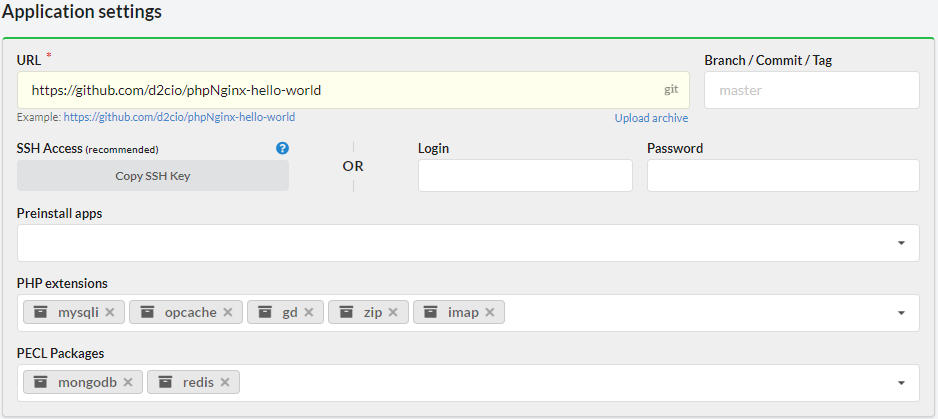 Application settings
URL *
Branch / Commit / Tag
https://github.com/d2cio/phpNginx-hello-world git
master
Example: https://github.com/d2cio/phpNginx-hello-world
Upload archive
SSH Access (recommended) ?
Copy SSH Key
OR
Login
Password
Preinstall apps
PHP extensions
mysqli × opcache × gd × zip × imap ×
PECL Packages
mongodb × redis ×